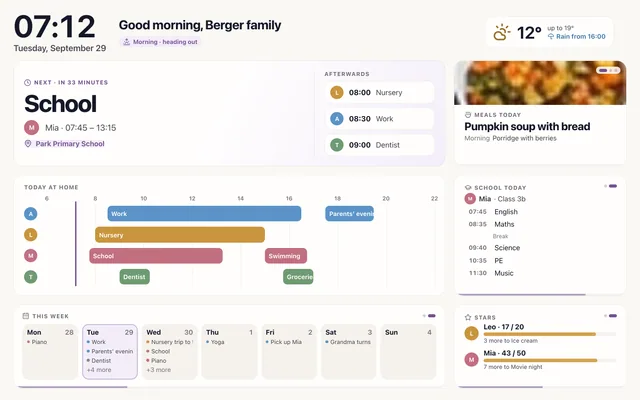 07:12
Tuesday, September 29
Good morning, Berger family
Morning · heading out
12°
up to 19°
Rain from 16:00
NEXT · IN 33 MINUTES
School
M Mia · 07:45 – 13:15
Park Primary School
AFTERWARDS
L 08:00 Nursery
A 08:30 Work
T 09:00 Dentist
MEALS TODAY
Pumpkin soup with bread
Morning Porridge with berries
TODAY AT HOME
6 8 10 12 14 16 18 20 22
A Work Parents' evenin
L Nursery
M School Swimming
T Dentist Grocerie
SCHOOL TODAY
M Mia · Class 3b
07:45 English
08:35 Maths
Break
09:40 Science
10:35 PE
11:30 Music
THIS WEEK
Mon 28
Piano
Tue 29
Work
Parents' evenin
Dentist
+4 more
Wed 30
Nursery trip to
School
Piano
+3 more
Thu 1
Yoga
Fri 2
Pick up Mia
Sat 3
Grandma turns
Sun 4
STARS
L Leo · 17 / 20
3 more to Ice cream
M Mia · 43 / 50
7 more to Movie night